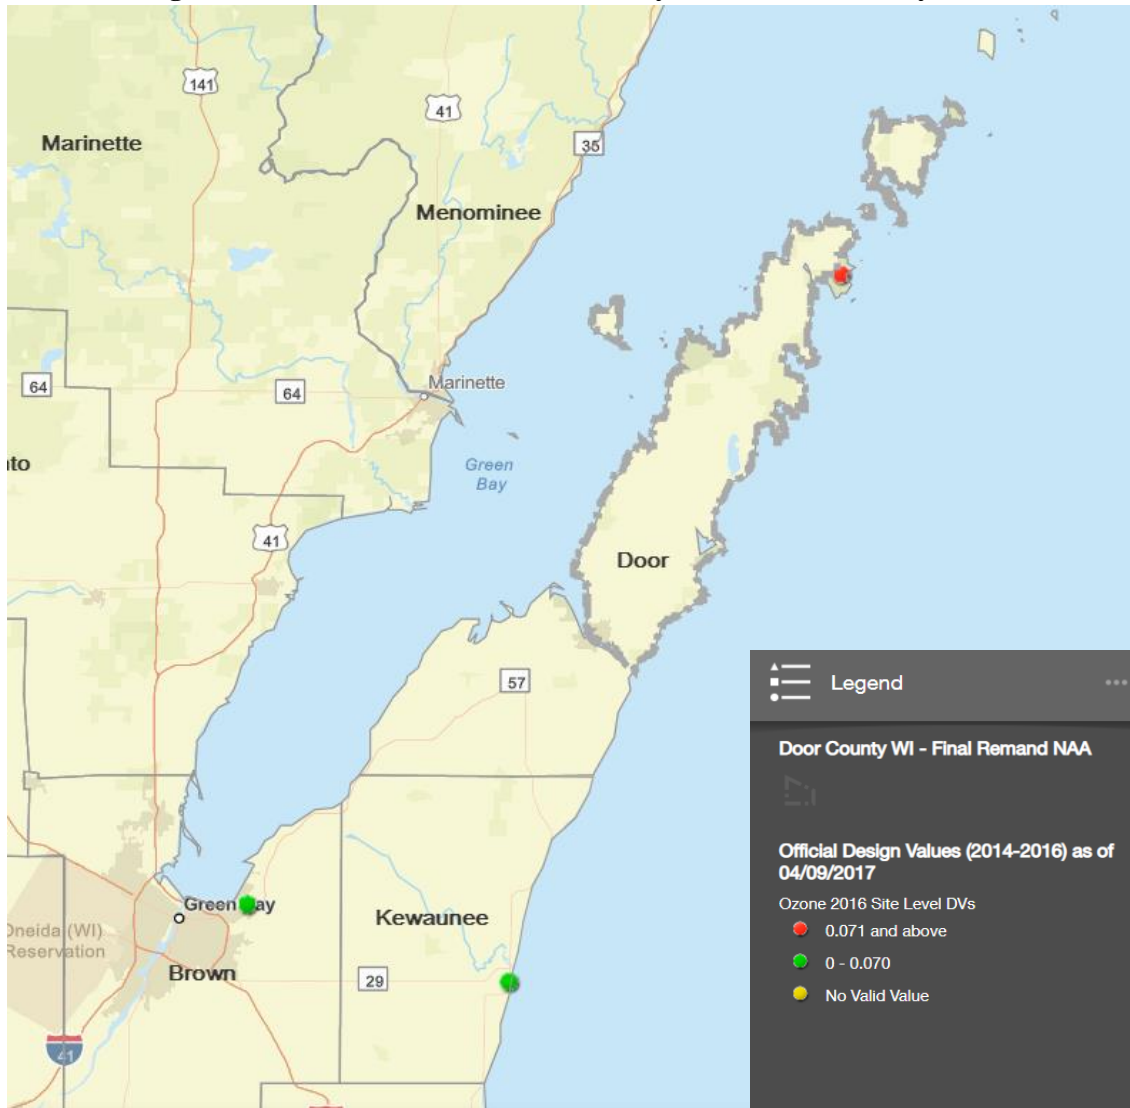 141
41
Marinette
35
Menominee
64
64
Marinette
Green
Bay
ito
41
Door
57
Legend
Door County WI - Final Remand NAA
Official Design Values (2014-2016) as of
04/09/2017
Ozone 2016 Site Level DVs
0.071 and above
0 - 0.070
No Valid Value
Green Bay
Kewaunee
Oneida (WI)
Reservation
Brown
29
41